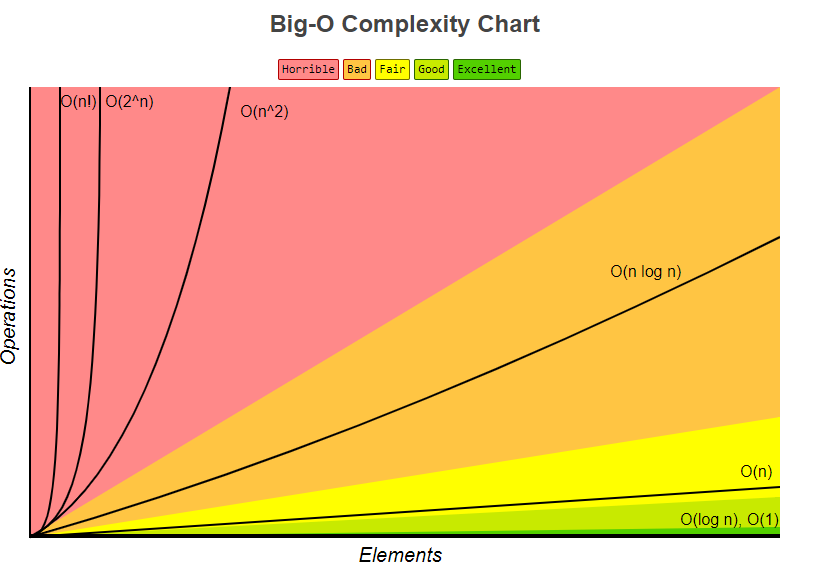 Big-O Complexity Chart
Horrible Bad Fair Good Excellent
O(n!) O(2^n)
O(n^2)
O(n log n)
O(n)
O(log n), O(1)
Operations
Elements